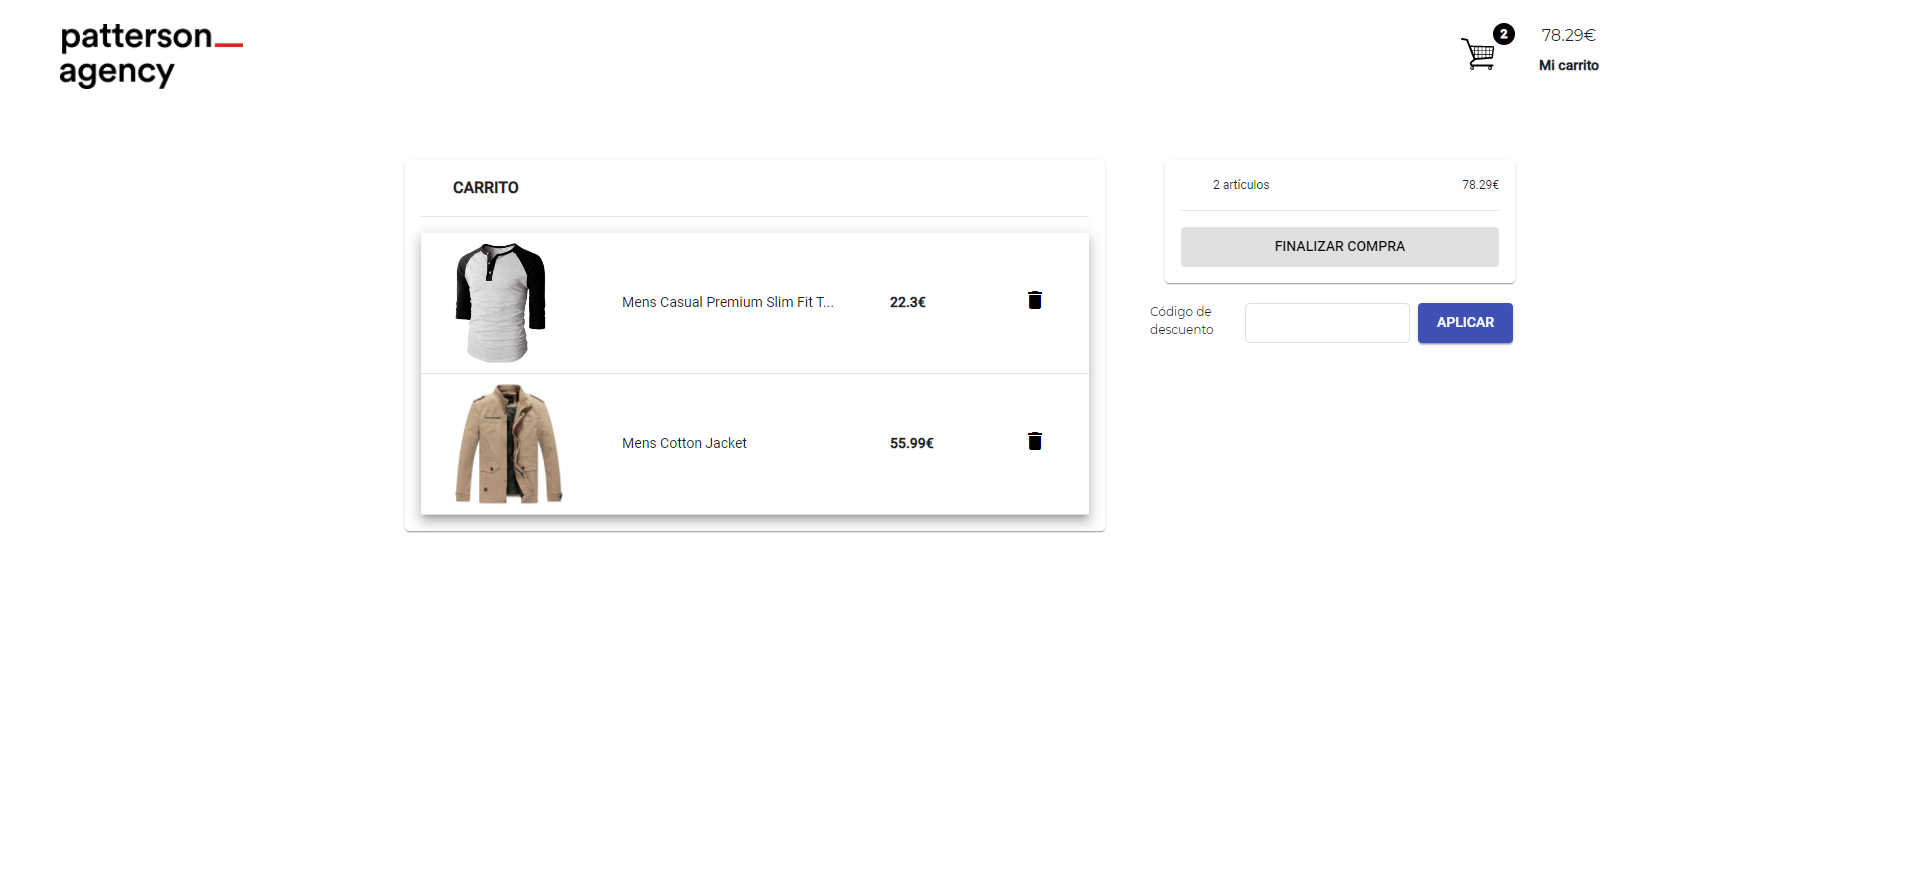 patterson
agency
2
78.29€
Mi carrito
CARRITO
Mens Casual Premium Slim Fit T...
22.3€
Mens Cotton Jacket
55.99€
2 artículos
78.29€
FINALIZAR COMPRA
Código de
descuento
APLICAR